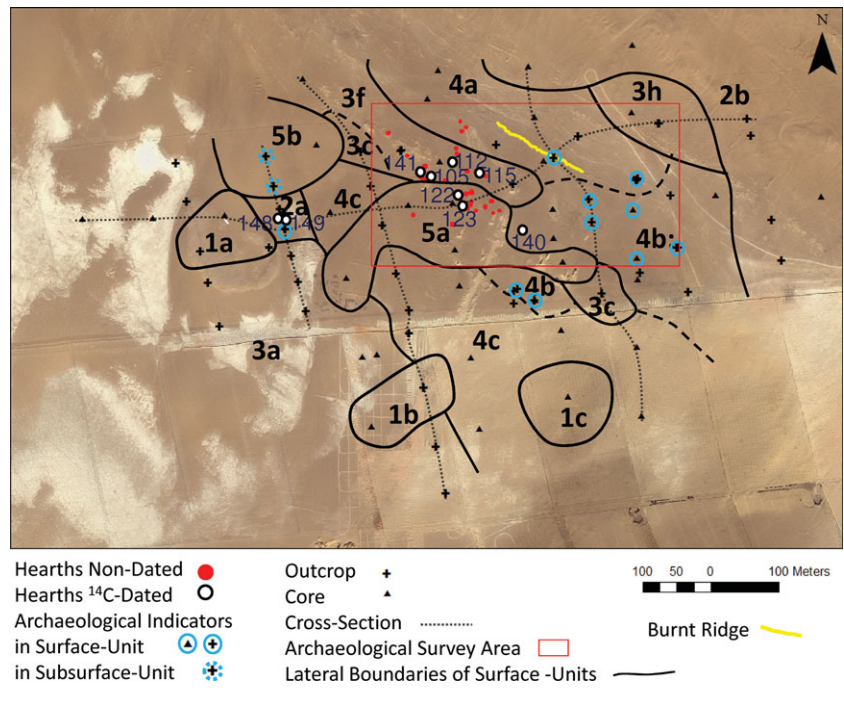 N
4a
3h
2b
3f
5b
3c
141
112
105
115
4c
122
2a
148
149
123
1a
5a
140
4b
4b
3c
3a
4c
1b
1c
Hearths Non-Dated
Hearths ¹⁴C-Dated
Archaeological Indicators
in Surface-Unit
in Subsurface-Unit
Outcrop
Core
Cross-Section
Archaeological Survey Area
Lateral Boundaries of Surface -Units
100 50 0 100 Meters
Burnt Ridge